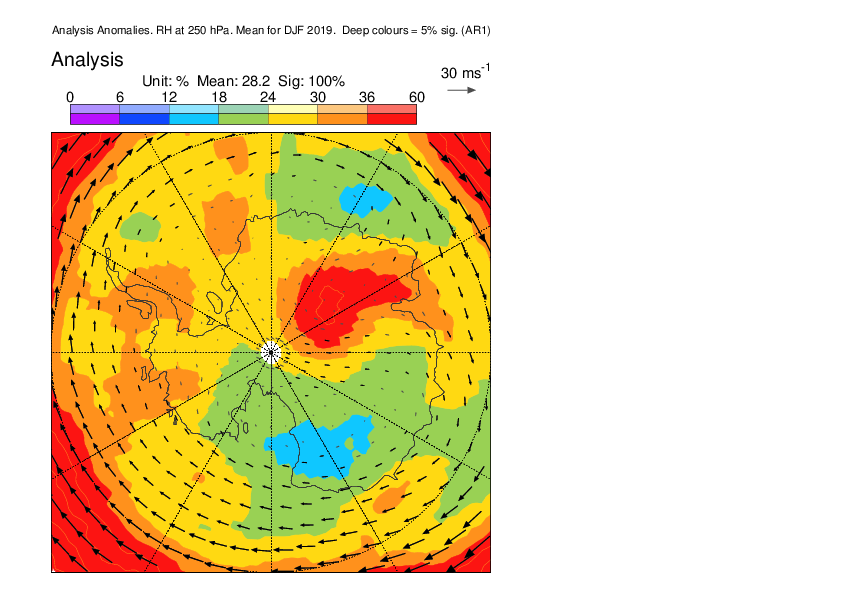 Analysis Anomalies. RH at 250 hPa. Mean for DJF 2019.  Deep colours = 5% sig. (AR1)
Analysis
30 ms⁻¹
Unit: %  Mean: 28.2  Sig: 100%
0 6 12 18 24 30 36 60